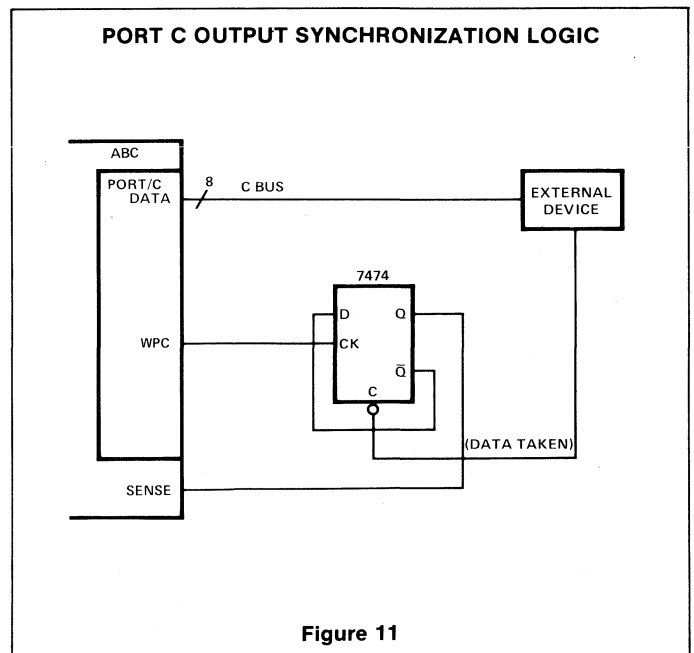 PORT C OUTPUT SYNCHRONIZATION LOGIC
ABC
PORT/C
DATA
8
C BUS
EXTERNAL
DEVICE
7474
D
Q
WPC
CK
Q̅
C
(DATA TAKEN)
SENSE
Figure 11